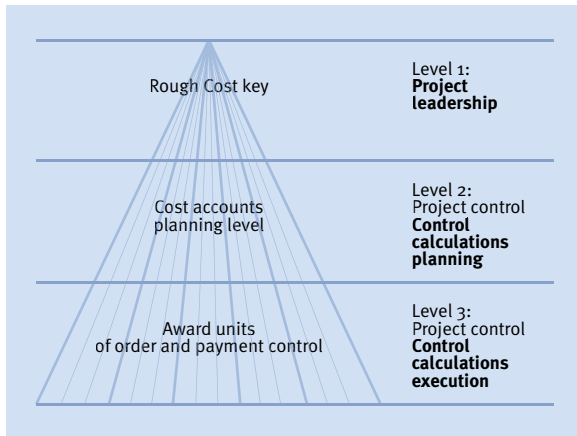 Rough Cost key
Level 1:
Project
leadership
Cost accounts
planning level
Level 2:
Project control
Control
calculations
planning
Award units
of order and payment control
Level 3:
Project control
Control
calculations
execution